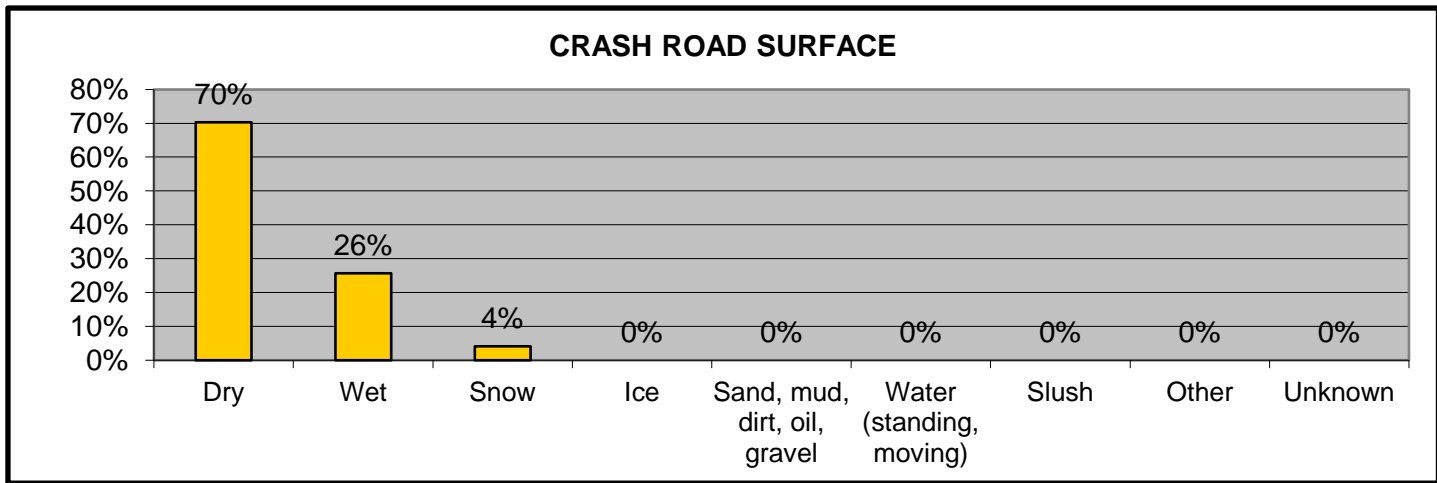 CRASH ROAD SURFACE
80%
70%
60%
50%
40%
30%
20%
10%
0%
70%
26%
4%
0%
0%
0%
0%
0%
0%
Dry
Wet
Snow
Ice
Sand, mud,
dirt, oil,
gravel
Water
(standing,
moving)
Slush
Other
Unknown